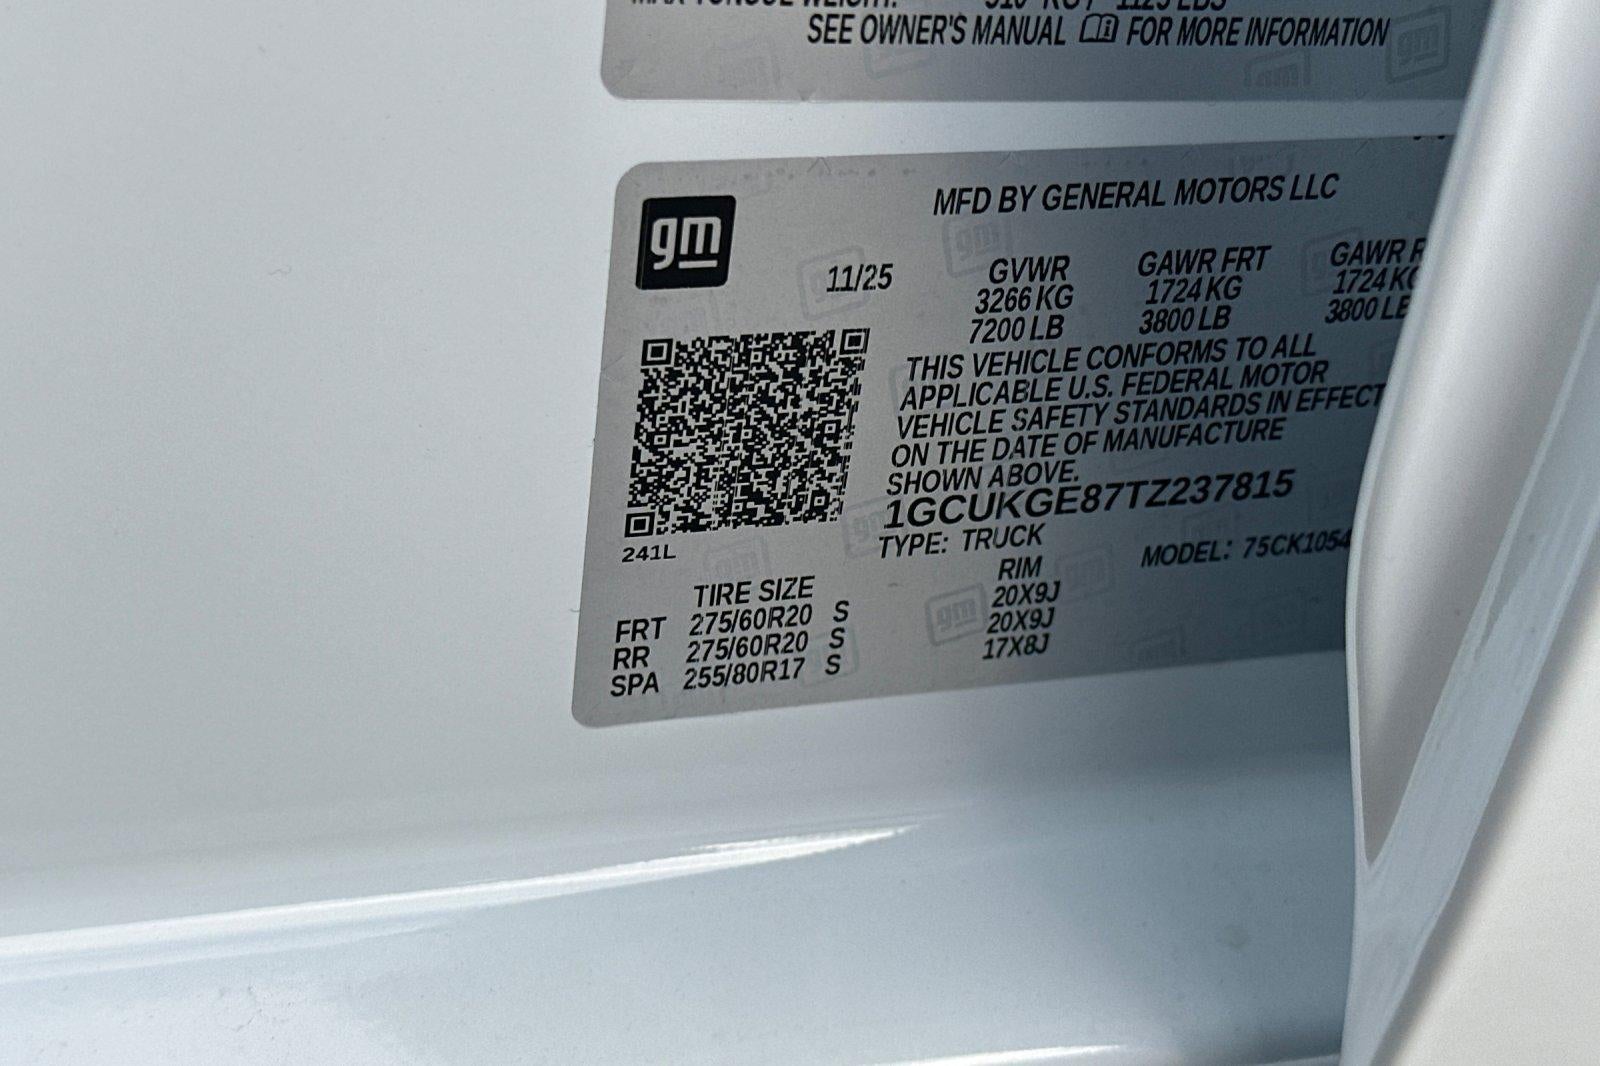 SEE OWNER'S MANUAL FOR MORE INFORMATION
gm
MFD BY GENERAL MOTORS LLC
11/25
GVWR GAWR FRT GAWR R
3266 KG 1724 KG 1724 KG
7200 LB 3800 LB 3800 LB
THIS VEHICLE CONFORMS TO ALL
APPLICABLE U.S. FEDERAL MOTOR
VEHICLE SAFETY STANDARDS IN EFFECT
ON THE DATE OF MANUFACTURE
SHOWN ABOVE.
1GCUKGE87TZ237815
TYPE: TRUCK MODEL: 75CK1054
241L
TIRE SIZE RIM
FRT 275/60R20 S 20X9J
RR 275/60R20 S 20X9J
SPA 255/80R17 S 17X8J